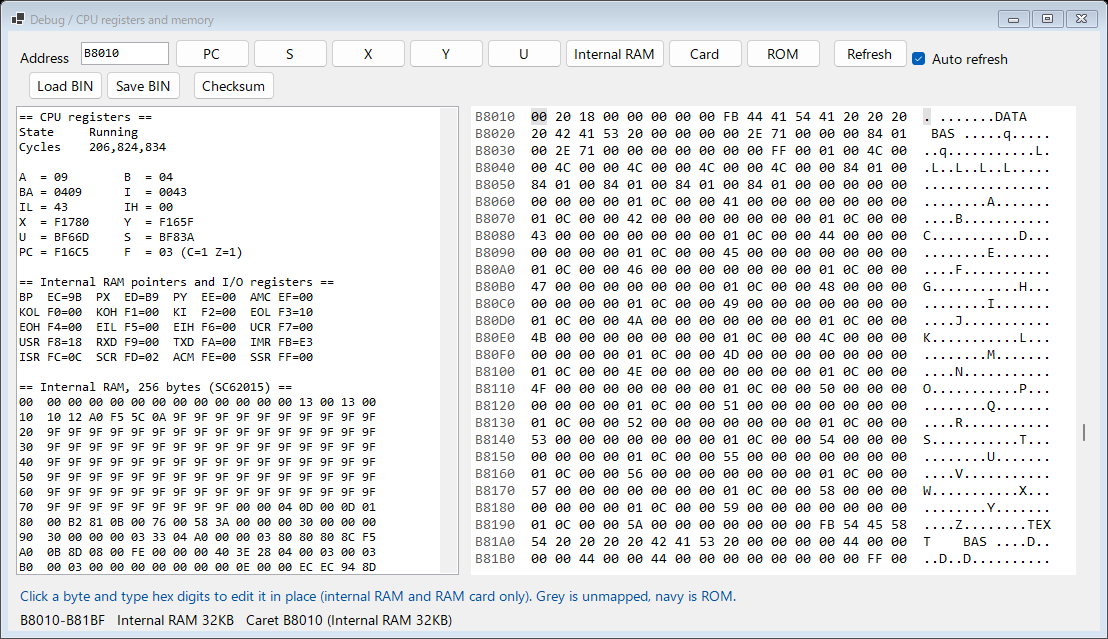 Debug / CPU registers and memory
Address B8010 PC S X Y U Internal RAM Card ROM Refresh Auto refresh
Load BIN Save BIN Checksum
== CPU registers ==
State Running
Cycles 206,824,834
A = 09 B = 04
BA = 0409 I = 0043
IL = 43 IH = 00
X = F1780 Y = F165F
U = BF66D S = BF83A
PC = F16C5 F = 03 (C=1 Z=1)
== Internal RAM pointers and I/O registers ==
BP EC=9B PX ED=B9 PY EE=00 AMC EF=00
KOL F0=00 KOH F1=00 KI F2=00 EOL F3=10
EOH F4=00 EIL F5=00 EIH F6=00 UCR F7=00
USR F8=18 RXD F9=00 TXD FA=00 IMR FB=E3
ISR FC=0C SCR FD=02 ACM FE=00 SSR FF=00
== Internal RAM, 256 bytes (SC62015) ==
00 00 00 00 00 00 00 00 00 00 00 00 00 13 00 13 00
10 10 12 A0 F5 5C 0A 9F 9F 9F 9F 9F 9F 9F 9F 9F 9F
20 9F 9F 9F 9F 9F 9F 9F 9F 9F 9F 9F 9F 9F 9F 9F 9F
30 9F 9F 9F 9F 9F 9F 9F 9F 9F 9F 9F 9F 9F 9F 9F 9F
40 9F 9F 9F 9F 9F 9F 9F 9F 9F 9F 9F 9F 9F 9F 9F 9F
50 9F 9F 9F 9F 9F 9F 9F 9F 9F 9F 9F 9F 9F 9F 9F 9F
60 9F 9F 9F 9F 9F 9F 9F 9F 9F 9F 9F 9F 9F 9F 9F 9F
70 9F 9F 9F 9F 9F 9F 9F 9F 9F 00 00 04 0D 00 0D 01
80 00 B2 81 0B 00 76 00 58 3A 00 00 00 30 00 00 00
90 30 00 00 00 03 33 04 A0 00 00 03 80 80 80 8C F5
A0 0B 8D 08 00 FE 00 00 00 40 3E 28 04 00 03 00 03
B0 00 03 00 00 00 00 00 00 00 0E 00 00 EC EC 94 8D
B8010 00 20 18 00 00 00 00 00 FB 44 41 54 41 20 20 20 . .......DATA
B8020 20 42 41 53 20 00 00 00 00 2E 71 00 00 00 84 01 BAS .....q.....
B8030 00 2E 71 00 00 00 00 00 00 00 FF 00 01 00 4C 00 ..q...........L.
B8040 00 4C 00 00 4C 00 00 4C 00 00 4C 00 00 84 01 00 .L..L..L..L.....
B8050 84 01 00 84 01 00 84 01 00 84 01 00 00 00 00 00 ................
B8060 00 00 00 00 01 0C 00 00 41 00 00 00 00 00 00 00 ........A.......
B8070 01 0C 00 00 42 00 00 00 00 00 00 00 01 0C 00 00 ....B...........
B8080 43 00 00 00 00 00 00 00 01 0C 00 00 44 00 00 00 C...........D...
B8090 00 00 00 00 01 0C 00 00 45 00 00 00 00 00 00 00 ........E.......
B80A0 01 0C 00 00 46 00 00 00 00 00 00 00 01 0C 00 00 ....F...........
B80B0 47 00 00 00 00 00 00 00 01 0C 00 00 48 00 00 00 G...........H...
B80C0 00 00 00 00 01 0C 00 00 49 00 00 00 00 00 00 00 ........I.......
B80D0 01 0C 00 00 4A 00 00 00 00 00 00 00 01 0C 00 00 ....J...........
B80E0 4B 00 00 00 00 00 00 00 01 0C 00 00 4C 00 00 00 K...........L...
B80F0 00 00 00 00 01 0C 00 00 4D 00 00 00 00 00 00 00 ........M.......
B8100 01 0C 00 00 4E 00 00 00 00 00 00 00 01 0C 00 00 ....N...........
B8110 4F 00 00 00 00 00 00 00 01 0C 00 00 50 00 00 00 O...........P...
B8120 00 00 00 00 01 0C 00 00 51 00 00 00 00 00 00 00 ........Q.......
B8130 01 0C 00 00 52 00 00 00 00 00 00 00 01 0C 00 00 ....R...........
B8140 53 00 00 00 00 00 00 00 01 0C 00 00 54 00 00 00 S...........T...
B8150 00 00 00 00 01 0C 00 00 55 00 00 00 00 00 00 00 ........U.......
B8160 01 0C 00 00 56 00 00 00 00 00 00 00 01 0C 00 00 ....V...........
B8170 57 00 00 00 00 00 00 00 01 0C 00 00 58 00 00 00 W...........X...
B8180 00 00 00 00 01 0C 00 00 59 00 00 00 00 00 00 00 ........Y.......
B8190 01 0C 00 00 5A 00 00 00 00 00 00 00 FB 54 45 58 ....Z........TEX
B81A0 54 20 20 20 20 42 41 53 20 00 00 00 00 44 00 00 T    BAS ....D..
B81B0 00 00 44 00 00 44 00 00 00 00 00 00 00 00 FF 00 ..D..D..........
Click a byte and type hex digits to edit it in place (internal RAM and RAM card only). Grey is unmapped, navy is ROM.
B8010-B81BF Internal RAM 32KB Caret B8010 (Internal RAM 32KB)